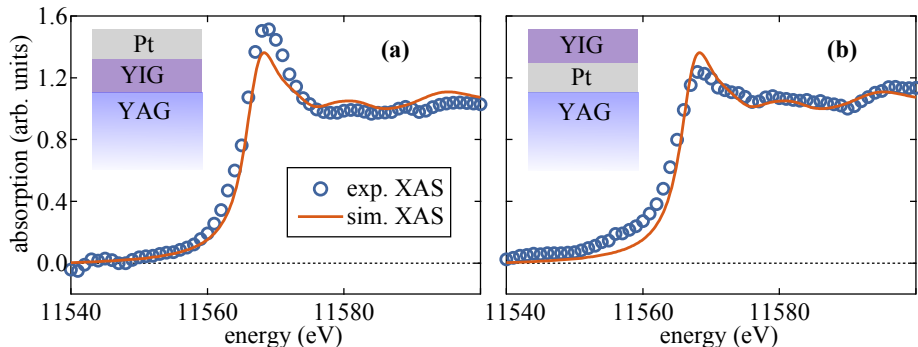 absorption (arb. units)
1.6
1.2
0.8
0.4
0.0
Pt
YIG
YAG
(a)
exp. XAS
sim. XAS
11540
11560
11580
energy (eV)
YIG
Pt
YAG
(b)
11540
11560
11580
energy (eV)